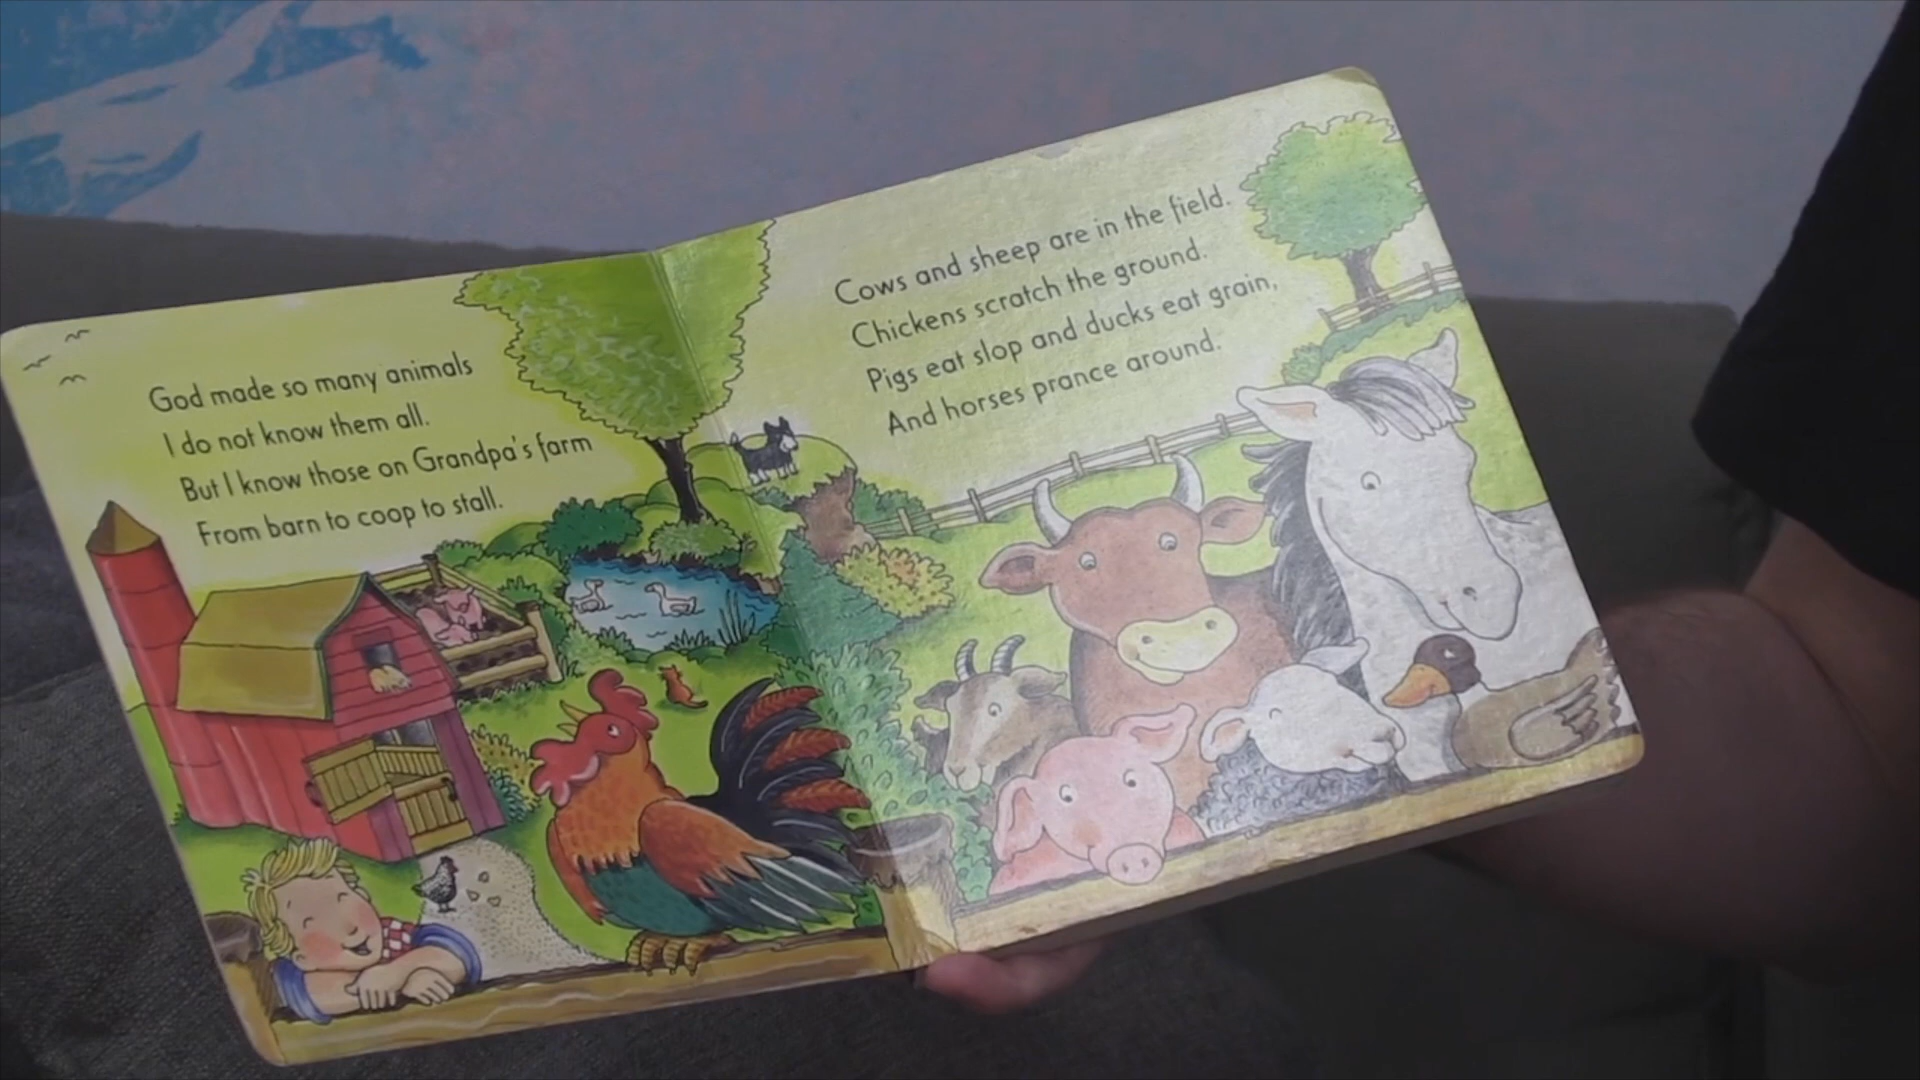 God made so many animals
I do not know them all.
But I know those on Grandpa's farm
From barn to coop to stall.
Cows and sheep are in the field.
Chickens scratch the ground.
Pigs eat slop and ducks eat grain,
And horses prance around.